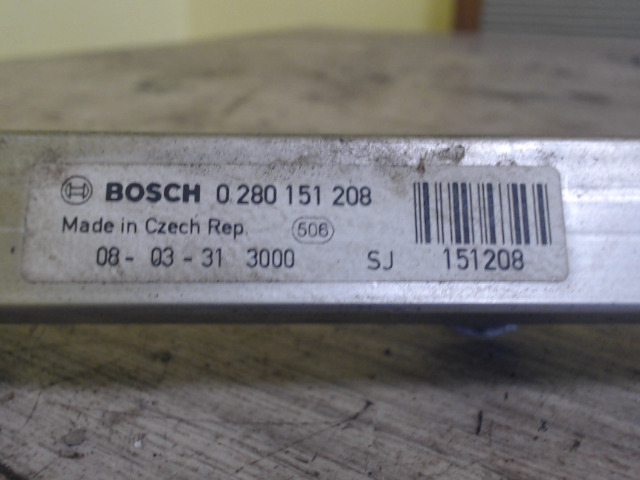 BOSCH 0 280 151 208
Made in Czech Rep. 506
08- 03-31 3000 SJ 151208